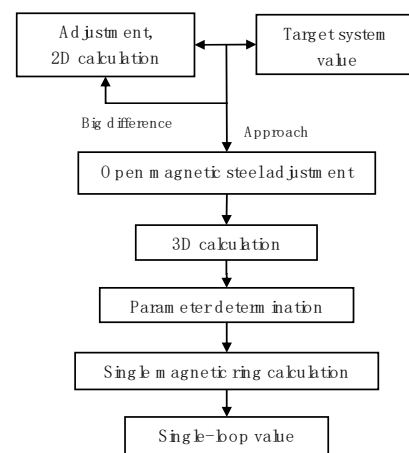 Adjustment,
2D calculation
Target system
value
Big difference
Approach
Open magnetic steel adjustment
3D calculation
Parameter determination
Single magnetic ring calculation
Single-loop value